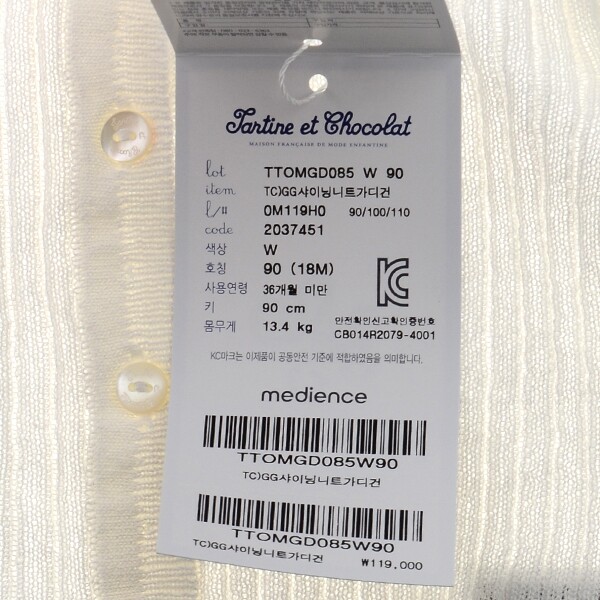 Tartine et Chocolat
MAISON FRANÇAISE DE MODE ENFANTINE
lot TTOMGD085 W 90
item TC)GG샤이닝니트가디건
l/# 0M119H0 90/100/110
code 2037451
색상 W
호칭 90 (18M)
사용연령 36개월 미만
키 90 cm
몸무게 13.4 kg
KC
안전확인신고확인증번호
CB014R2079-4001
KC마크는 이제품이 공통안전 기준에 적합하였음을 의미합니다.
medience
TTOMGD085W90
TC)GG샤이닝니트가디건
TTOMGD085W90
TC)GG샤이닝니트가디건
₩119,000